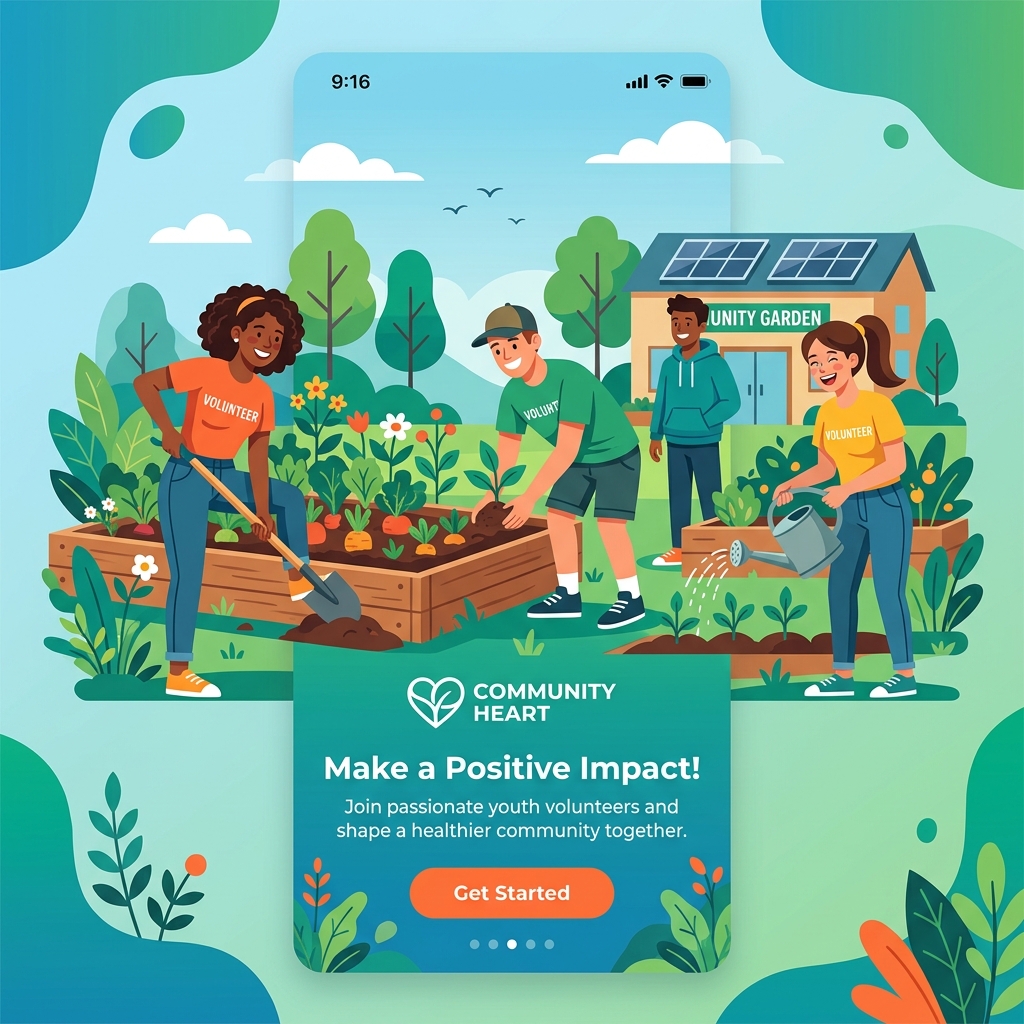 9:16
UNITY GARDEN
VOLUNTEER
VOLUNT
VOLUNTEER
COMMUNITY
HEART
Make a Positive Impact!
Join passionate youth volunteers and
shape a healthier community together.
Get Started